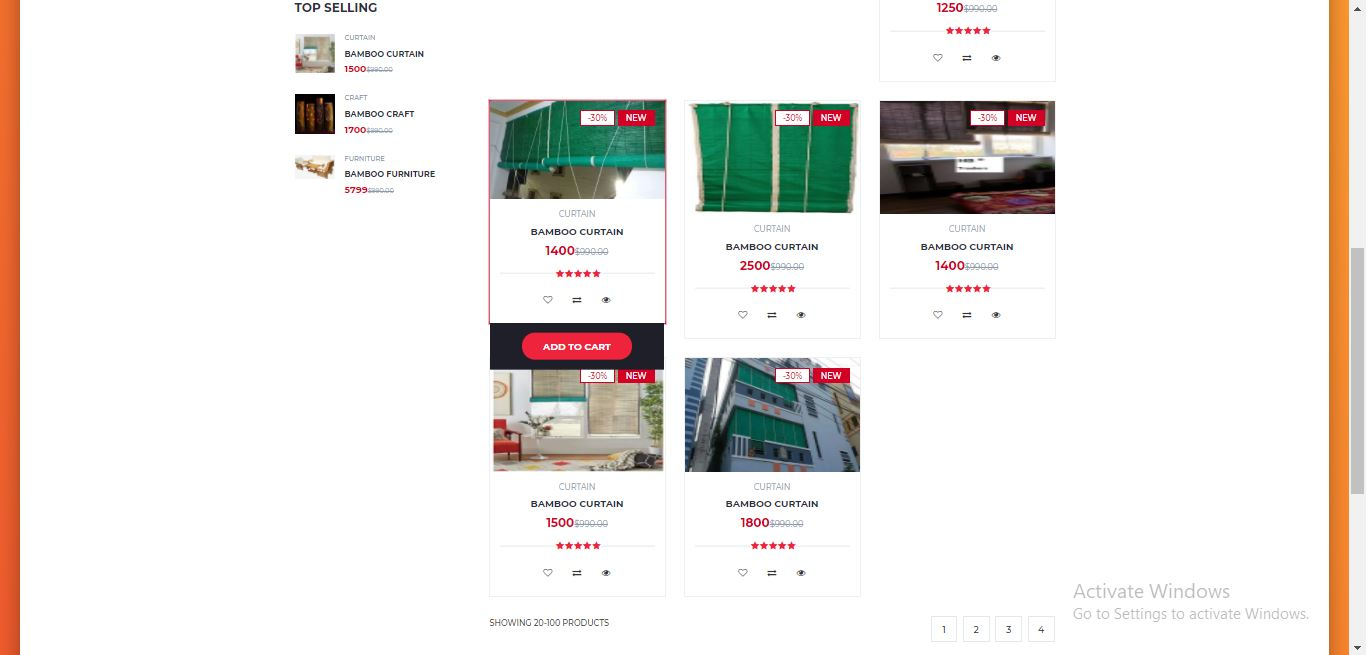 TOP SELLING
CURTAIN
BAMBOO CURTAIN
1500$990.00
CRAFT
BAMBOO CRAFT
1700$990.00
FURNITURE
BAMBOO FURNITURE
5799$990.00
1250$990.00
-30% NEW
CURTAIN
BAMBOO CURTAIN
1400$990.00
ADD TO CART
-30% NEW
CURTAIN
BAMBOO CURTAIN
2500$990.00
-30% NEW
CURTAIN
BAMBOO CURTAIN
1400$990.00
-30% NEW
CURTAIN
BAMBOO CURTAIN
1500$990.00
-30% NEW
CURTAIN
BAMBOO CURTAIN
1800$990.00
SHOWING 20-100 PRODUCTS
1 2 3 4
Activate Windows
Go to Settings to activate Windows.